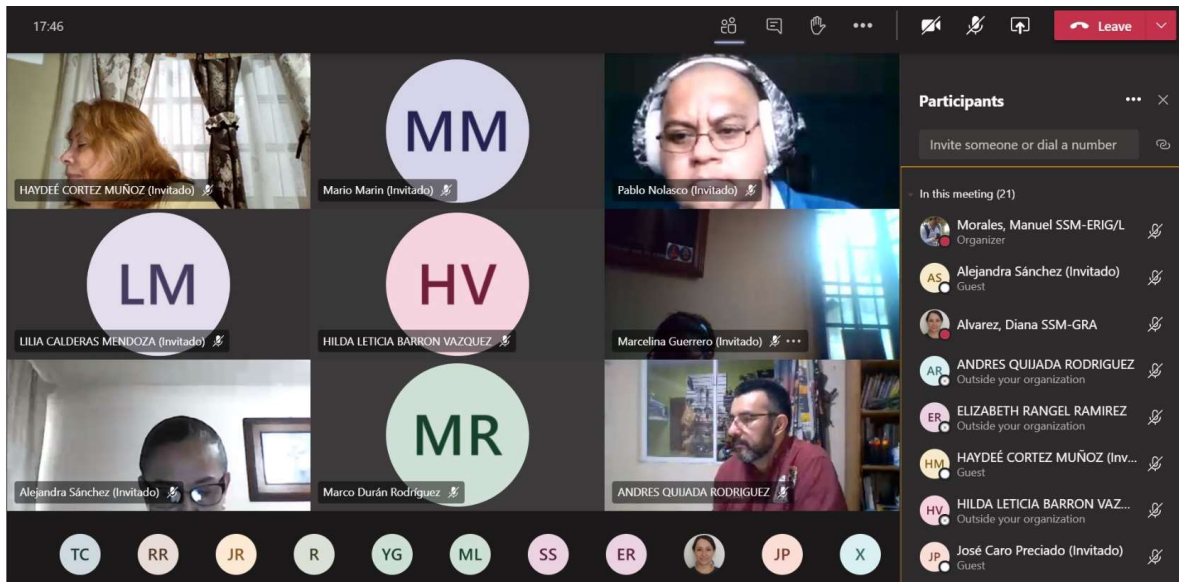 17:46
Leave
HAYDEÉ CORTEZ MUÑOZ (Invitado)
MM
Mario Marin (Invitado)
Pablo Nolasco (Invitado)
LM
LILIA CALDERAS MENDOZA (Invitado)
HV
HILDA LETICIA BARRON VAZQUEZ
Marcelina Guerrero (Invitado)
Alejandra Sánchez (Invitado)
MR
Marco Durán Rodríguez
ANDRES QUIJADA RODRIGUEZ
TC
RR
JR
R
YG
ML
SS
ER
JP
X
Participants
Invite someone or dial a number
In this meeting (21)
Morales, Manuel SSM-ERIG/L
Organizer
AS
Alejandra Sánchez (Invitado)
Guest
Alvarez, Diana SSM-GRA
AR
ANDRES QUIJADA RODRIGUEZ
Outside your organization
ER
ELIZABETH RANGEL RAMIREZ
Outside your organization
HM
HAYDEÉ CORTEZ MUÑOZ (Inv...
Guest
HV
HILDA LETICIA BARRON VAZ...
Outside your organization
JP
José Caro Preciado (Invitado)
Guest